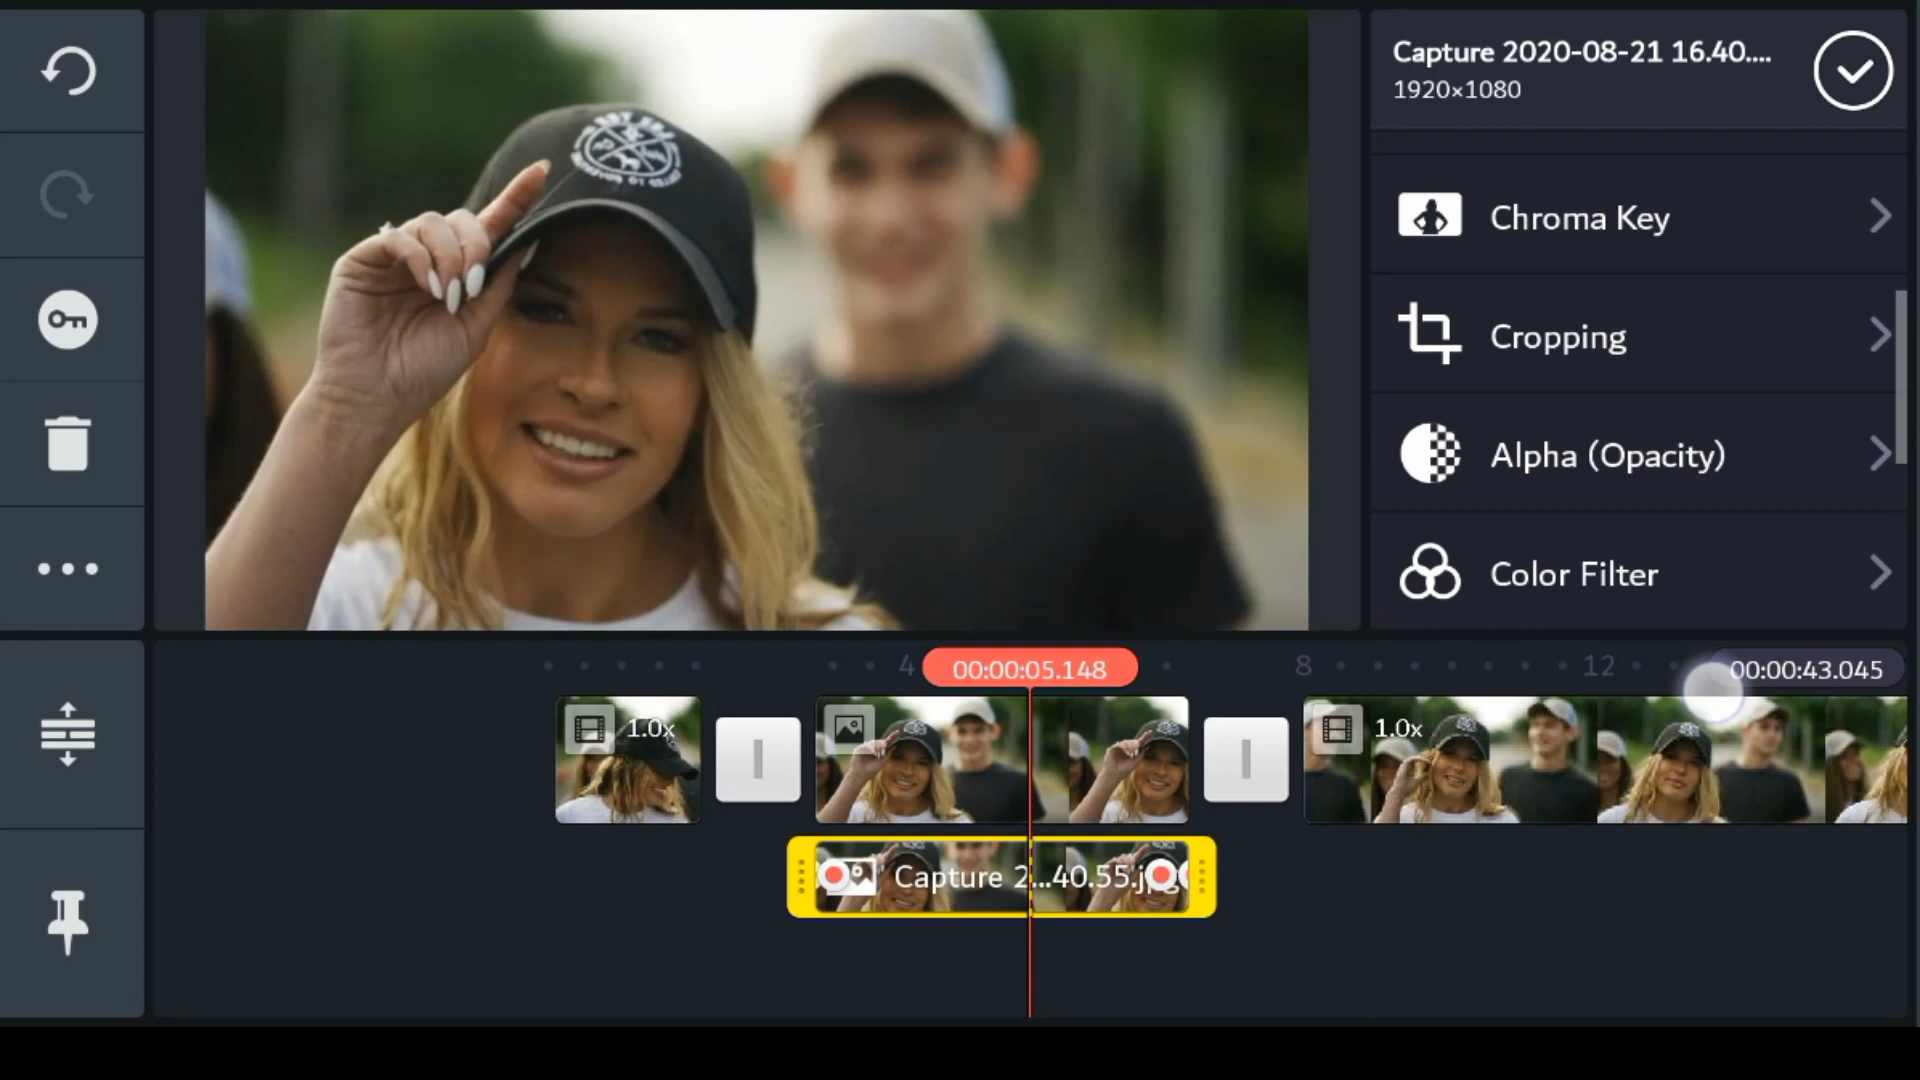 Capture 2020-08-21 16.40....
1920×1080
Chroma Key
Cropping
Alpha (Opacity)
Color Filter
4
00:00:05.148
8
12
00:00:43.045
1.0x
1.0x
Capture 2...40.55.jpg